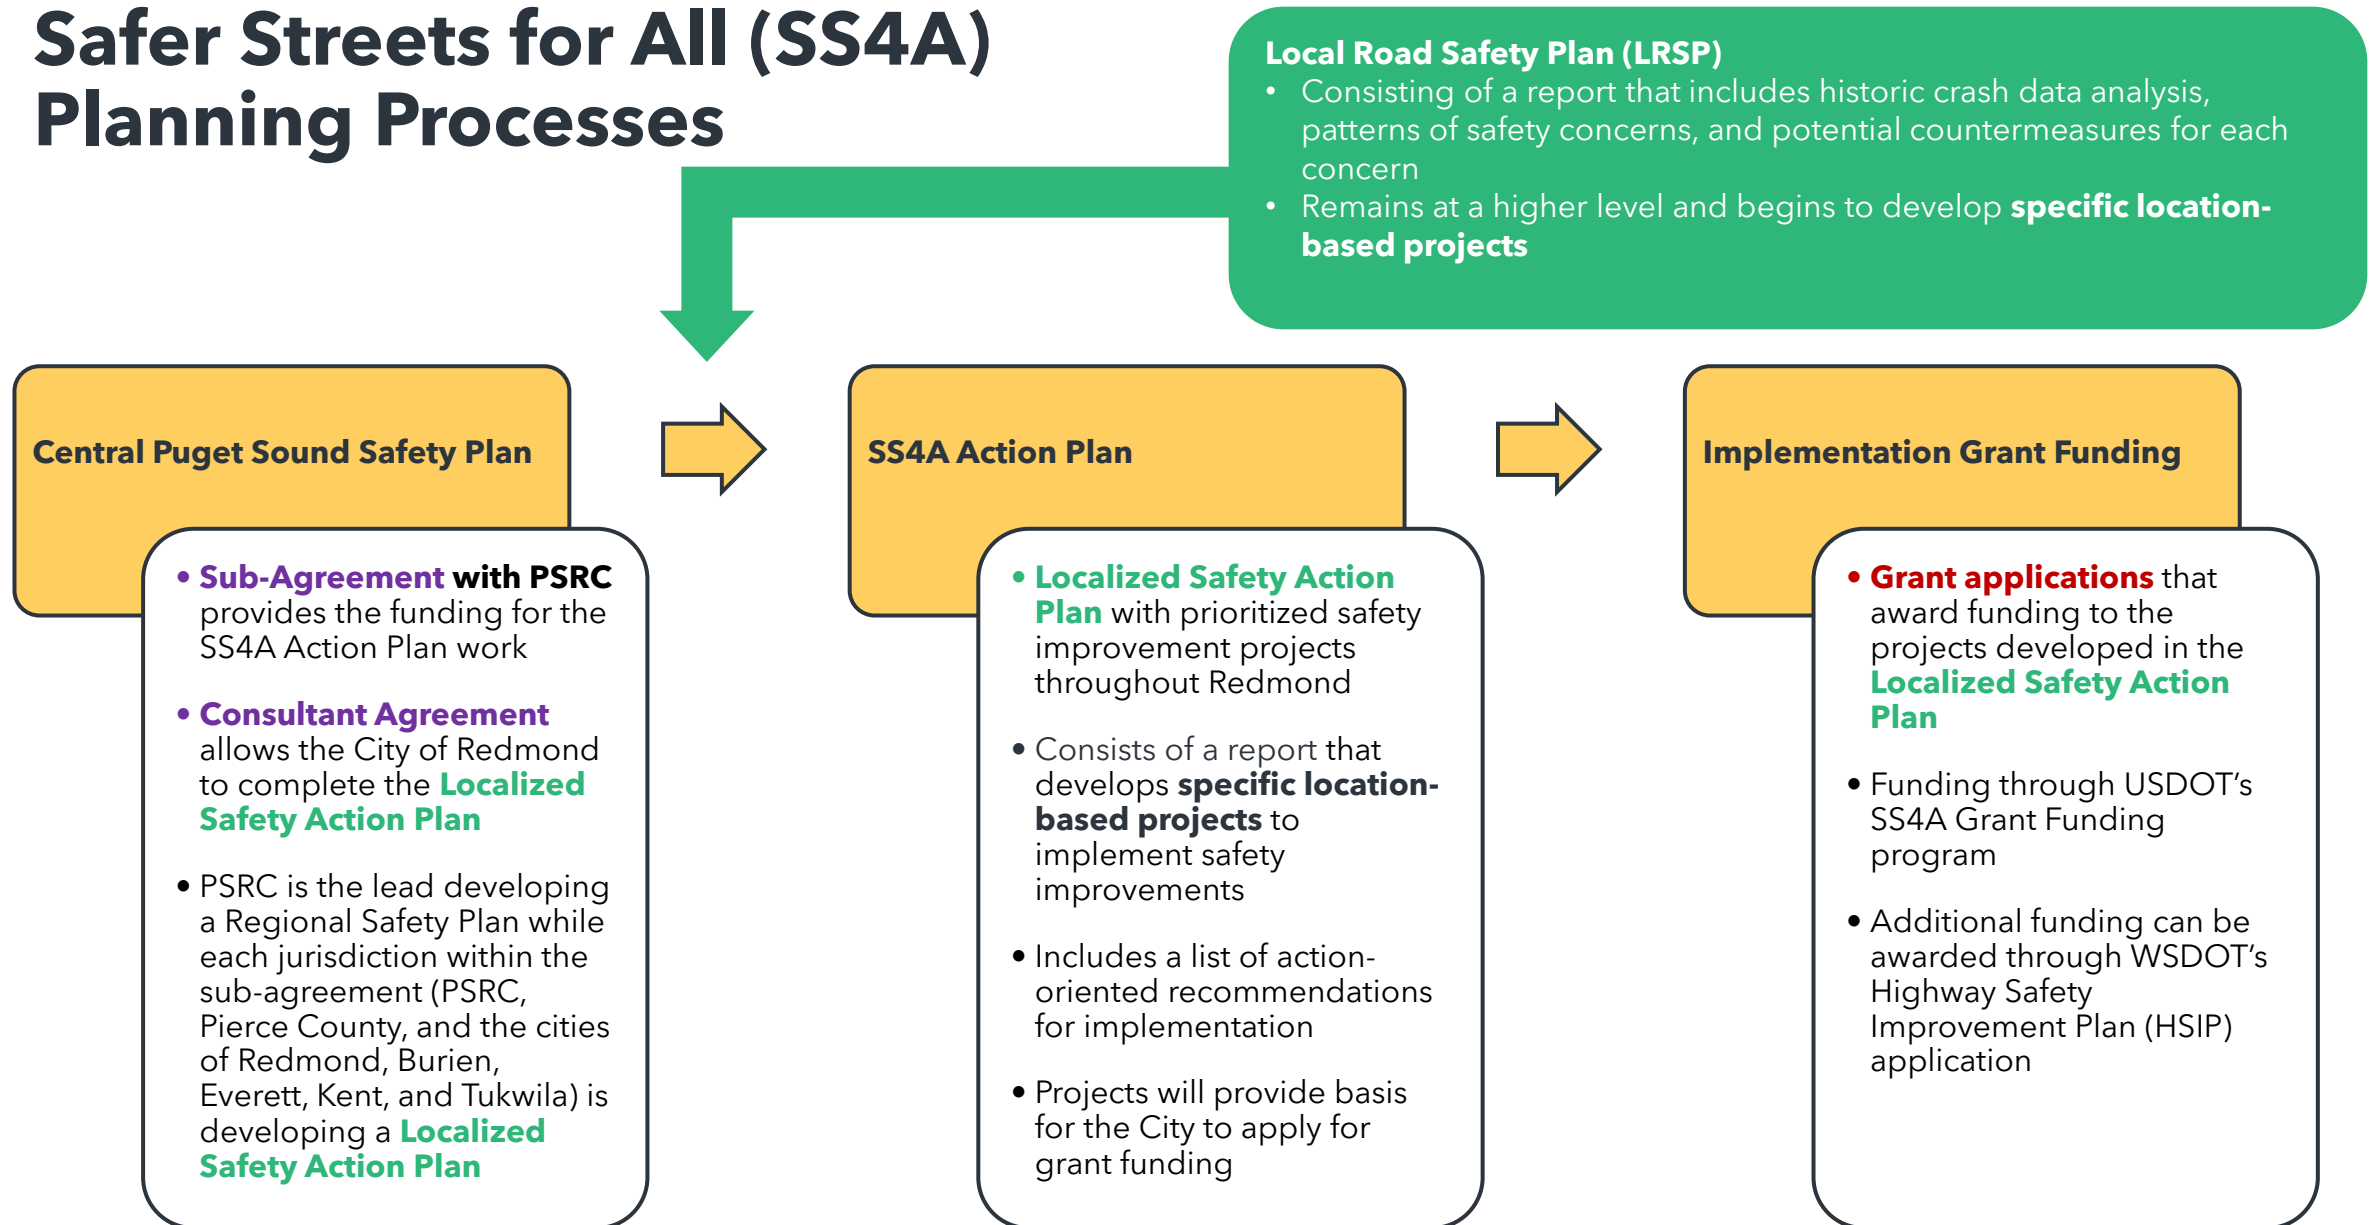 Safer Streets for All (SS4A)
Planning Processes
Local Road Safety Plan (LRSP)
• Consisting of a report that includes historic crash data analysis,
patterns of safety concerns, and potential countermeasures for each
concern
• Remains at a higher level and begins to develop specific location-
based projects
Central Puget Sound Safety Plan
• Sub-Agreement with PSRC
provides the funding for the
SS4A Action Plan work
• Consultant Agreement
allows the City of Redmond
to complete the Localized
Safety Action Plan
• PSRC is the lead developing
a Regional Safety Plan while
each jurisdiction within the
sub-agreement (PSRC,
Pierce County, and the cities
of Redmond, Burien,
Everett, Kent, and Tukwila) is
developing a Localized
Safety Action Plan
SS4A Action Plan
• Localized Safety Action
Plan with prioritized safety
improvement projects
throughout Redmond
• Consists of a report that
develops specific location-
based projects to
implement safety
improvements
• Includes a list of action-
oriented recommendations
for implementation
• Projects will provide basis
for the City to apply for
grant funding
Implementation Grant Funding
• Grant applications that
award funding to the
projects developed in the
Localized Safety Action
Plan
• Funding through USDOT’s
SS4A Grant Funding
program
• Additional funding can be
awarded through WSDOT’s
Highway Safety
Improvement Plan (HSIP)
application